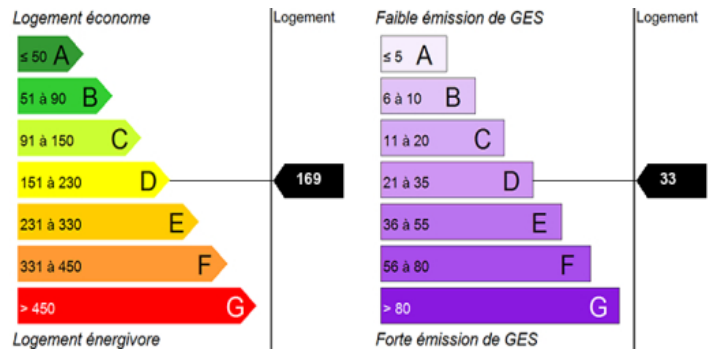 Logement économe
Logement
≤ 50 A
51 à 90 B
91 à 150 C
151 à 230 D
169
231 à 330 E
331 à 450 F
> 450 G
Logement énergivore
Faible émission de GES
Logement
≤ 5 A
6 à 10 B
11 à 20 C
21 à 35 D
33
36 à 55 E
56 à 80 F
> 80 G
Forte émission de GES